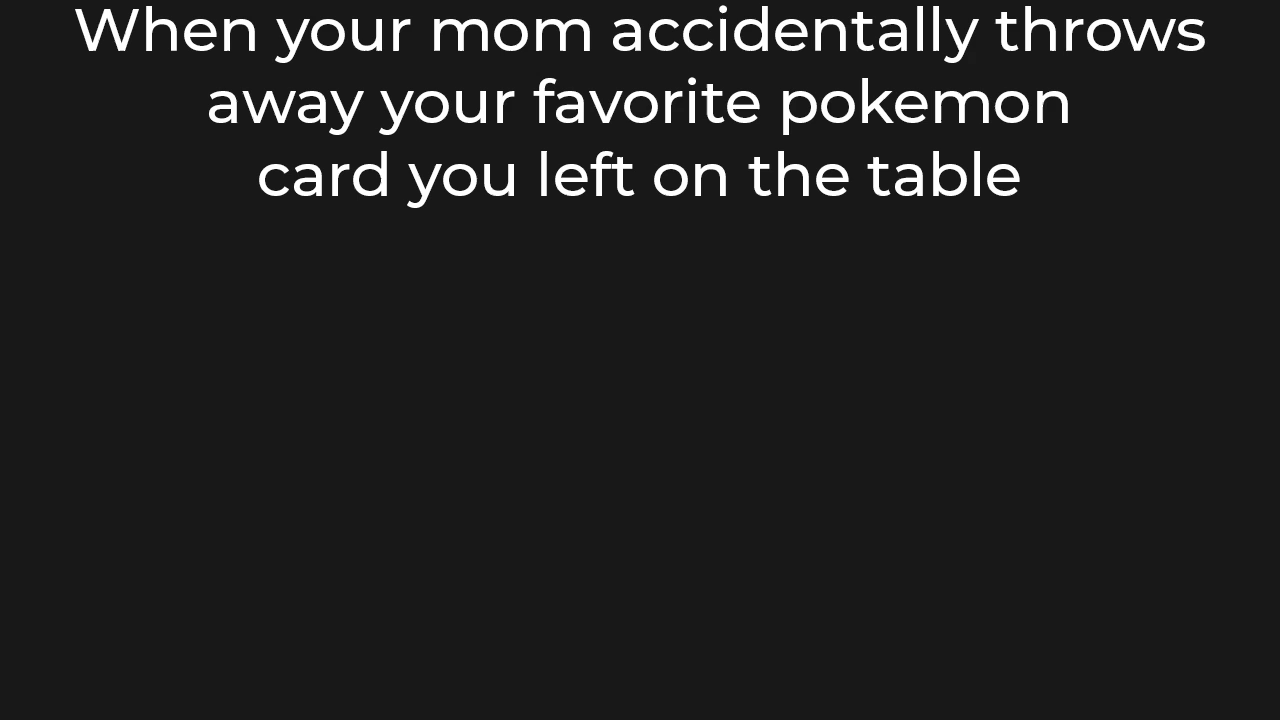 When your mom accidentally throws
away your favorite pokemon
card you left on the table